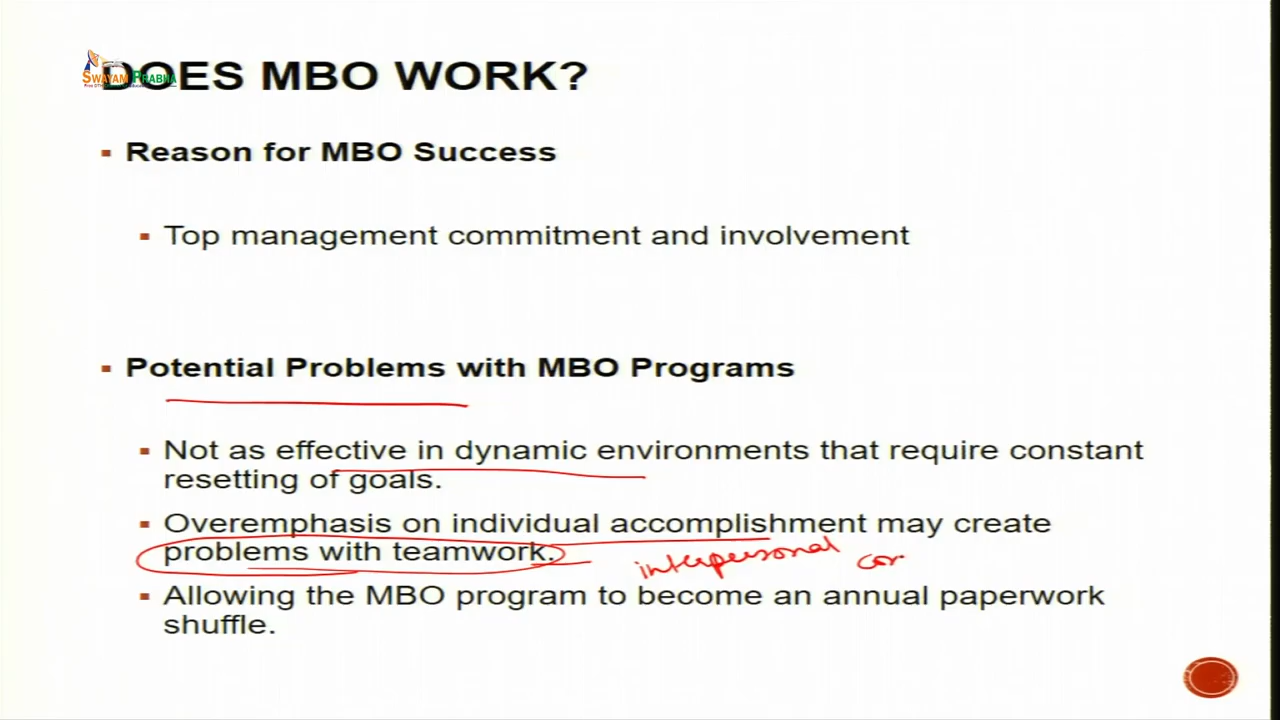 SWAYAM PRABHA
DOES MBO WORK?
▪ Reason for MBO Success
▪ Top management commitment and involvement
▪ Potential Problems with MBO Programs
▪ Not as effective in dynamic environments that require constant
resetting of goals.
▪ Overemphasis on individual accomplishment may create
problems with teamwork.
interpersonal con
▪ Allowing the MBO program to become an annual paperwork
shuffle.